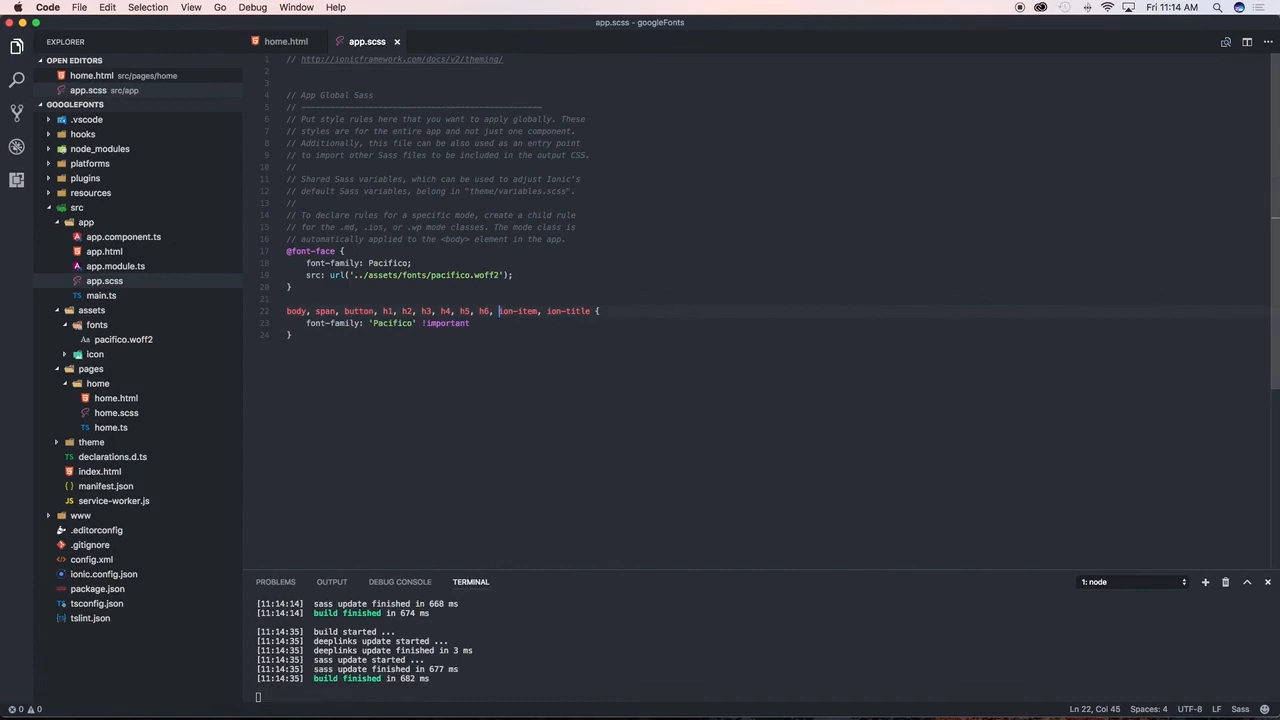 Code File Edit Selection View Go Debug Window Help
Fri 11:14 AM
app.scss — googleFonts
EXPLORER
OPEN EDITORS
home.html src/pages/home
app.scss src/app
GOOGLEFONTS
.vscode
hooks
node_modules
platforms
plugins
resources
src
app
app.component.ts
app.html
app.module.ts
app.scss
main.ts
assets
fonts
pacifico.woff2
icon
pages
home
home.html
home.scss
home.ts
theme
declarations.d.ts
index.html
manifest.json
service-worker.js
www
.editorconfig
.gitignore
config.xml
ionic.config.json
package.json
tsconfig.json
tslint.json
home.html
app.scss
1 // http://ionicframework.com/docs/v2/theming/
2
3
4 // App Global Sass
5 // --------------------------------------------------
6 // Put style rules here that you want to apply globally. These
7 // styles are for the entire app and not just one component.
8 // Additionally, this file can be also used as an entry point
9 // to import other Sass files to be included in the output CSS.
10 //
11 // Shared Sass variables, which can be used to adjust Ionic's
12 // default Sass variables, belong in "theme/variables.scss".
13 //
14 // To declare rules for a specific mode, create a child rule
15 // for the .md, .ios, or .wp mode classes. The mode class is
16 // automatically applied to the <body> element in the app.
17 @font-face {
18 font-family: Pacifico;
19 src: url('../assets/fonts/pacifico.woff2');
20 }
21
22 body, span, button, h1, h2, h3, h4, h5, h6, ion-item, ion-title {
23 font-family: 'Pacifico' !important
24 }
PROBLEMS OUTPUT DEBUG CONSOLE TERMINAL
1: node
[11:14:14] sass update finished in 668 ms
[11:14:14] build finished in 674 ms
[11:14:35] build started ...
[11:14:35] deeplinks update started ...
[11:14:35] deeplinks update finished in 3 ms
[11:14:35] sass update started ...
[11:14:35] sass update finished in 677 ms
[11:14:35] build finished in 682 ms
0 0
Ln 22, Col 45 Spaces: 4 UTF-8 LF Sass